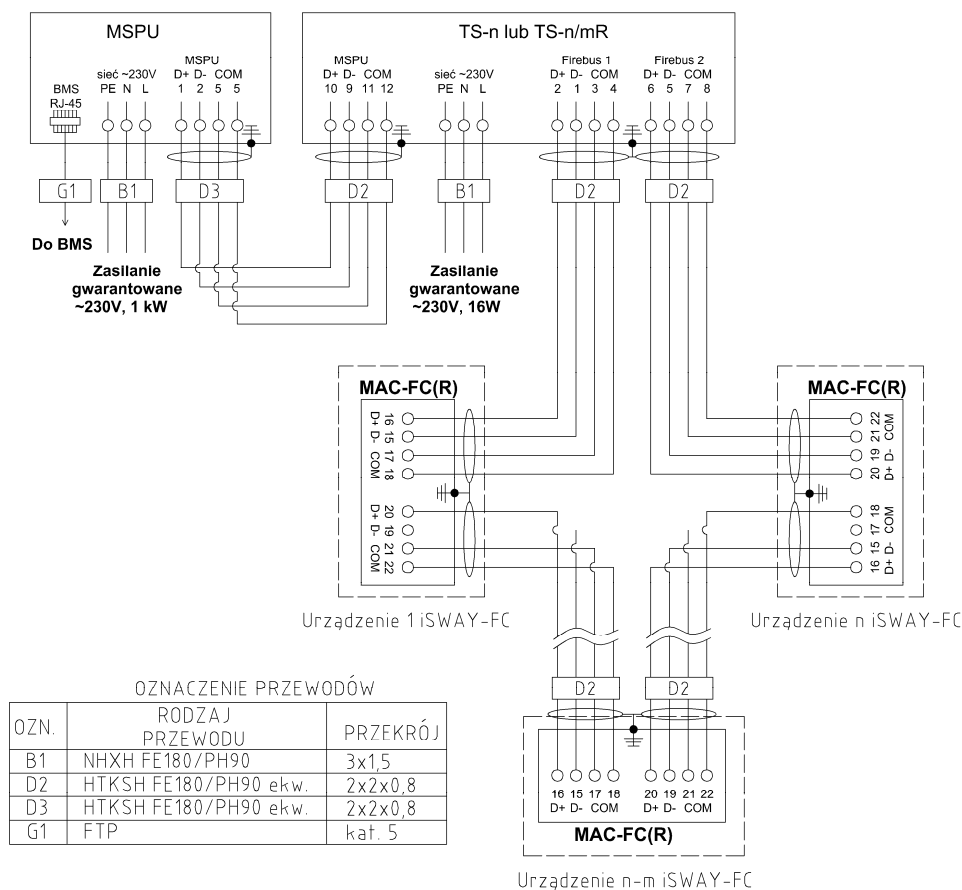 MSPU
TS-n lub TS-n/mR
sieć ~230V
PE N L
MSPU
D+ D- COM
1 2 5 5
BMS
RJ-45
MSPU
D+ D- COM
10 9 11 12
sieć ~230V
PE N L
Firebus 1
D+ D- COM
2 1 3 4
Firebus 2
D+ D- COM
6 5 7 8
G1
B1
D3
D2
B1
D2
D2
Do BMS
Zasilanie
gwarantowane
~230V, 1 kW
Zasilanie
gwarantowane
~230V, 16W
MAC-FC(R)
D+ D- COM
16 15 17 18
D+ D- COM
20 19 21 22
Urządzenie 1 iSWAY-FC
MAC-FC(R)
22 21 19 20
COM D- D+
18 17 15 16
COM D- D+
Urządzenie n iSWAY-FC
D2
D2
16 15 17 18
D+ D- COM
20 19 21 22
D+ D- COM
MAC-FC(R)
Urządzenie n-m iSWAY-FC
OZNACZENIE PRZEWODÓW
OZN. RODZAJ PRZEWODU PRZEKRÓJ
B1 NHXH FE180/PH90 3x1,5
D2 HTKSH FE180/PH90 ekw. 2x2x0,8
D3 HTKSH FE180/PH90 ekw. 2x2x0,8
G1 FTP kat. 5